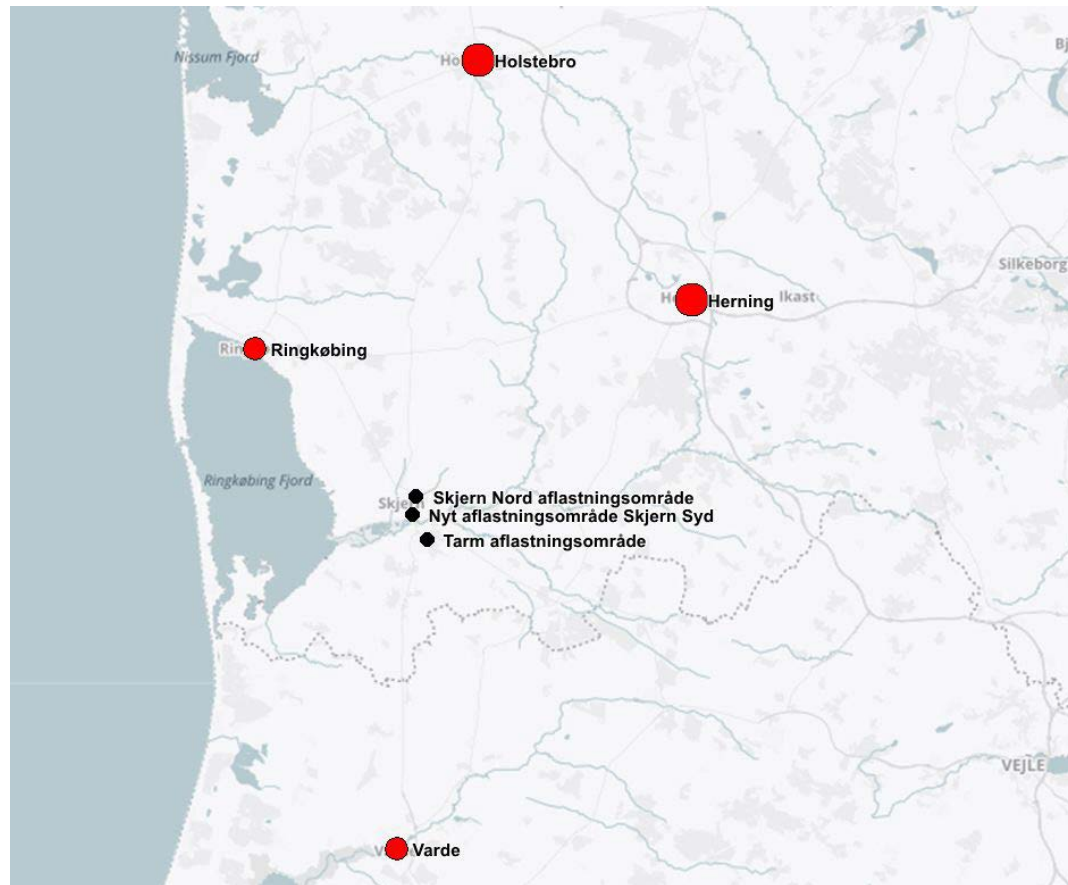 Nissum Fjord
Holstebro
Silkeborg
Herning
Ikast
Ringkøbing
Ringkøbing Fjord
Skjern
Skjern Nord aflastningsområde
Nyt aflastningsområde Skjern Syd
Tarm aflastningsområde
VEJLE
Varde